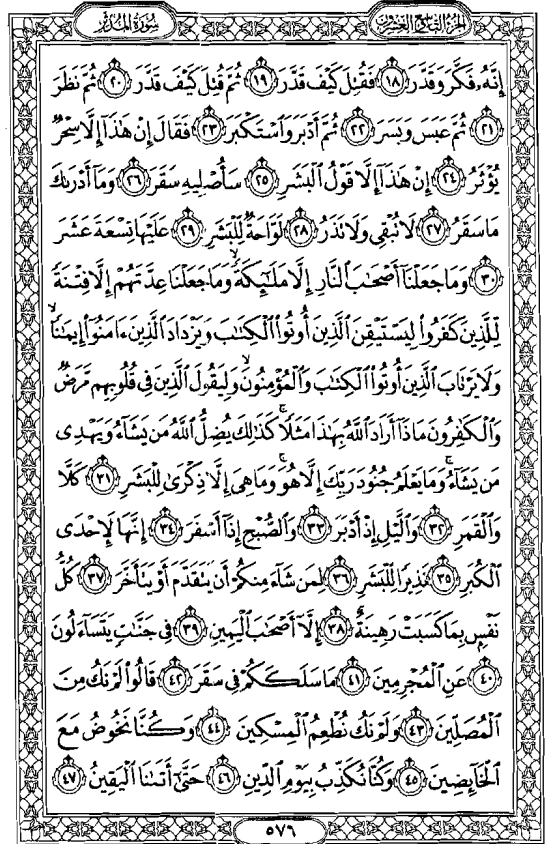 الجزء التاسع والعشرون سورة المدثر
إِنَّهُۥ فَكَّرَ وَقَدَّرَ ١٨ فَقُتِلَ كَيْفَ قَدَّرَ ١٩ ثُمَّ قُتِلَ كَيْفَ قَدَّرَ ٢٠ ثُمَّ نَظَرَ
٢١ ثُمَّ عَبَسَ وَبَسَرَ ٢٢ ثُمَّ أَدْبَرَ وَٱسْتَكْبَرَ ٢٣ فَقَالَ إِنْ هَٰذَآ إِلَّا سِحْرٌ
يُؤْثَرُ ٢٤ إِنْ هَٰذَآ إِلَّا قَوْلُ ٱلْبَشَرِ ٢٥ سَأُصْلِيهِ سَقَرَ ٢٦ وَمَآ أَدْرَىٰكَ
مَا سَقَرُ ٢٧ لَا تُبْقِى وَلَا تَذَرُ ٢٨ لَوَّاحَةٌ لِّلْبَشَرِ ٢٩ عَلَيْهَا تِسْعَةَ عَشَرَ
٣٠ وَمَا جَعَلْنَآ أَصْحَٰبَ ٱلنَّارِ إِلَّا مَلَٰٓئِكَةً ۙ وَمَا جَعَلْنَا عِدَّتَهُمْ إِلَّا فِتْنَةً
لِّلَّذِينَ كَفَرُوا۟ لِيَسْتَيْقِنَ ٱلَّذِينَ أُوتُوا۟ ٱلْكِتَٰبَ وَيَزْدَادَ ٱلَّذِينَ ءَامَنُوٓا۟ إِيمَٰنًا ۙ
وَلَا يَرْتَابَ ٱلَّذِينَ أُوتُوا۟ ٱلْكِتَٰبَ وَٱلْمُؤْمِنُونَ ۙ وَلِيَقُولَ ٱلَّذِينَ فِى قُلُوبِهِم مَّرَضٌ
وَٱلْكَٰفِرُونَ مَاذَآ أَرَادَ ٱللَّهُ بِهَٰذَا مَثَلًا ۚ كَذَٰلِكَ يُضِلُّ ٱللَّهُ مَن يَشَآءُ وَيَهْدِى
مَن يَشَآءُ ۚ وَمَا يَعْلَمُ جُنُودَ رَبِّكَ إِلَّا هُوَ ۚ وَمَا هِىَ إِلَّا ذِكْرَىٰ لِلْبَشَرِ ٣١ كَلَّا
وَٱلْقَمَرِ ٣٢ وَٱلَّيْلِ إِذْ أَدْبَرَ ٣٣ وَٱلصُّبْحِ إِذَآ أَسْفَرَ ٣٤ إِنَّهَا لَإِحْدَى
ٱلْكُبَرِ ٣٥ نَذِيرًا لِّلْبَشَرِ ٣٦ لِمَن شَآءَ مِنكُمْ أَن يَتَقَدَّمَ أَوْ يَتَأَخَّرَ ٣٧ كُلُّ
نَفْسٍۭ بِمَا كَسَبَتْ رَهِينَةٌ ٣٨ إِلَّآ أَصْحَٰبَ ٱلْيَمِينِ ٣٩ فِى جَنَّٰتٍ يَتَسَآءَلُونَ
٤٠ عَنِ ٱلْمُجْرِمِينَ ٤١ مَا سَلَكَكُمْ فِى سَقَرَ ٤٢ قَالُوا۟ لَمْ نَكُ مِنَ
ٱلْمُصَلِّينَ ٤٣ وَلَمْ نَكُ نُطْعِمُ ٱلْمِسْكِينَ ٤٤ وَكُنَّا نَخُوضُ مَعَ
ٱلْخَآئِضِينَ ٤٥ وَكُنَّا نُكَذِّبُ بِيَوْمِ ٱلدِّينِ ٤٦ حَتَّىٰٓ أَتَىٰنَا ٱلْيَقِينُ ٤٧
٥٧٦